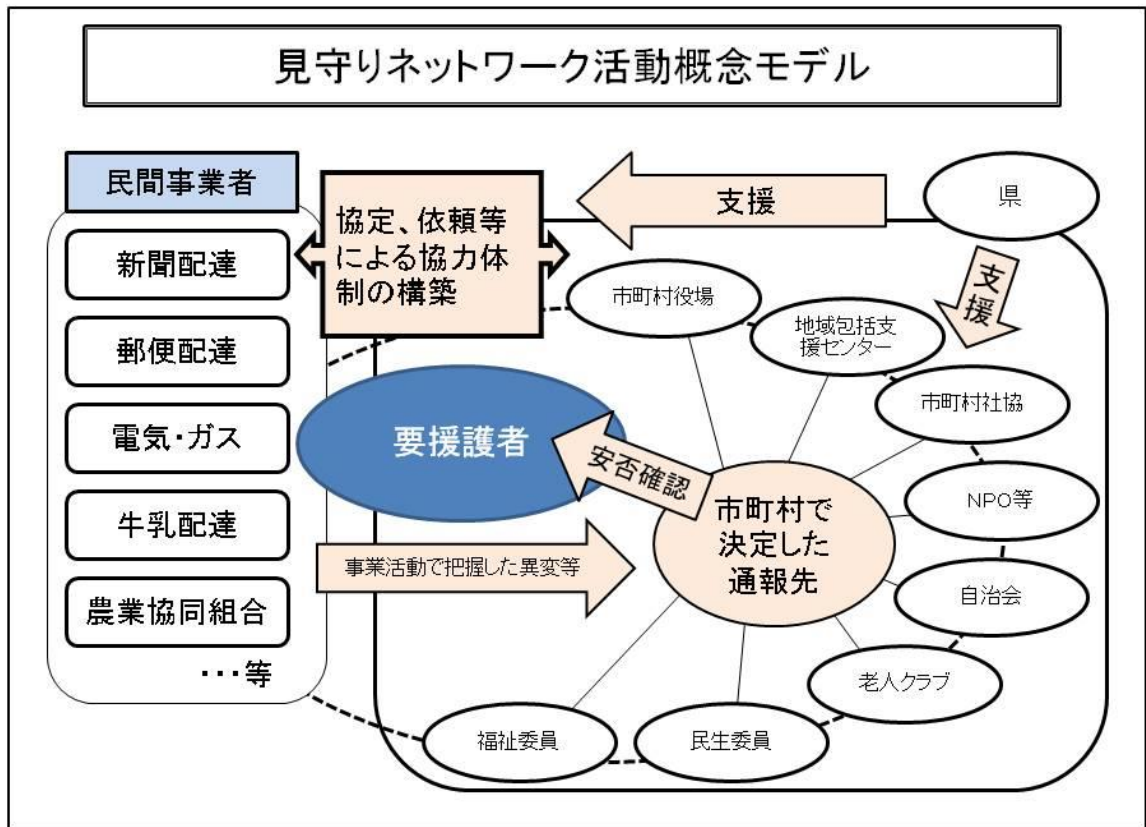 見守りネットワーク活動概念モデル
民間事業者
新聞配達
郵便配達
電気・ガス
牛乳配達
農業協同組合
・・・等
協定、依頼等
による協力体
制の構築
支援
県
支援
市町村役場
地域包括支
援センター
市町村社協
NPO等
自治会
老人クラブ
民生委員
福祉委員
要援護者
安否確認
市町村で
決定した
通報先
事業活動で把握した異変等